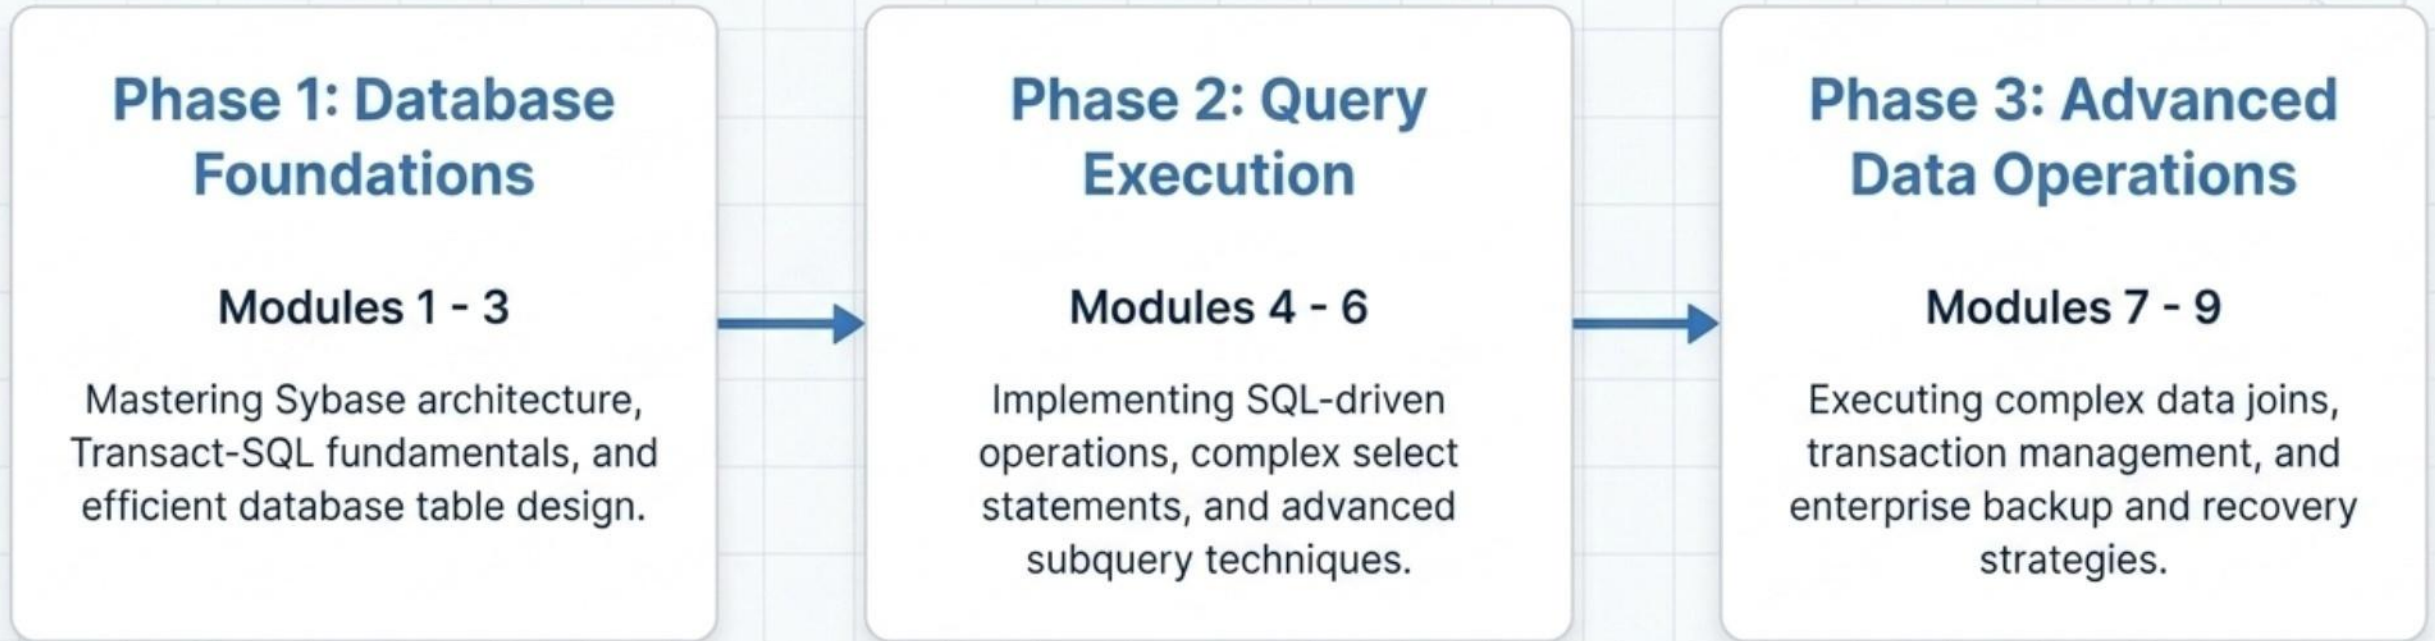 Phase 1: Database
Foundations
Modules 1 - 3
Mastering Sybase architecture,
Transact-SQL fundamentals, and
efficient database table design.
Phase 2: Query
Execution
Modules 4 - 6
Implementing SQL-driven
operations, complex select
statements, and advanced
subquery techniques.
Phase 3: Advanced
Data Operations
Modules 7 - 9
Executing complex data joins,
transaction management, and
enterprise backup and recovery
strategies.